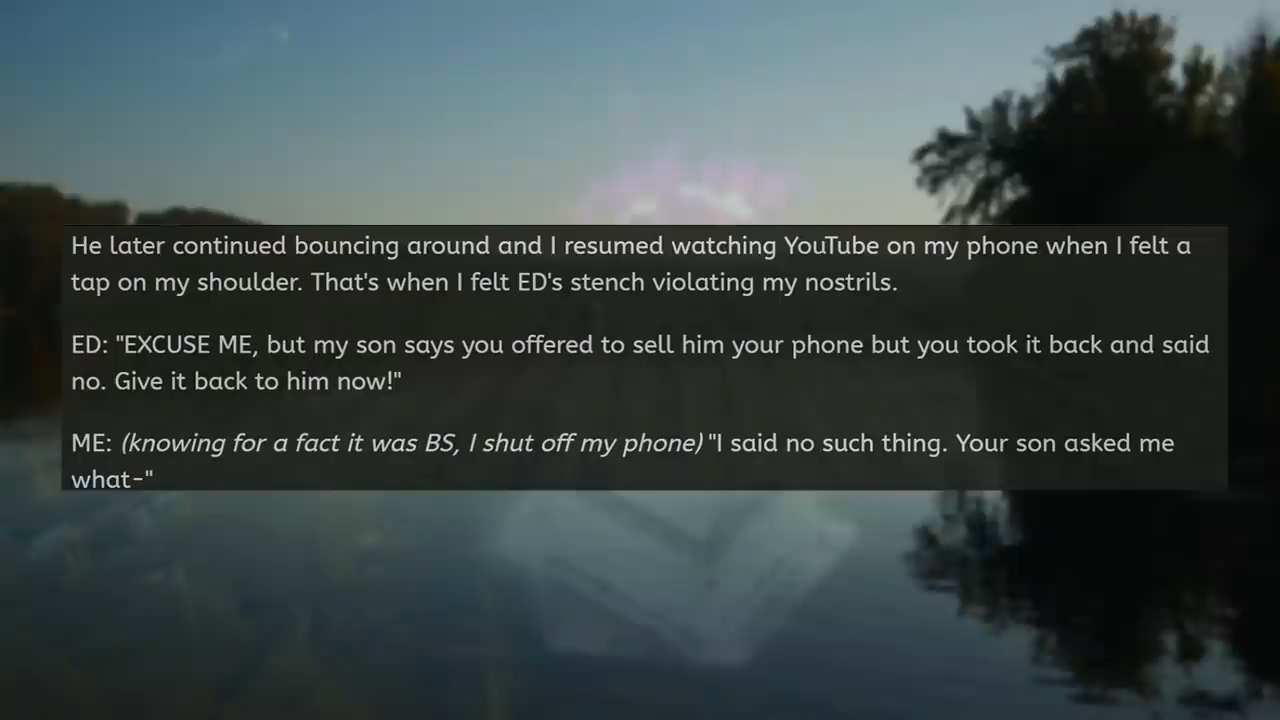 He later continued bouncing around and I resumed watching YouTube on my phone when I felt a
tap on my shoulder. That's when I felt ED's stench violating my nostrils.
ED: "EXCUSE ME, but my son says you offered to sell him your phone but you took it back and said
no. Give it back to him now!"
ME: (knowing for a fact it was BS, I shut off my phone) "I said no such thing. Your son asked me
what-"